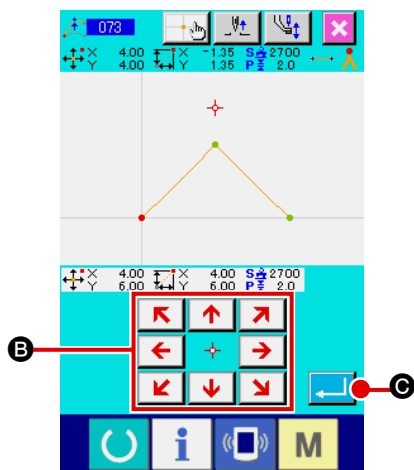 073
X 4.00 X -1.35 S 2700
Y 4.00 Y 1.35 P 2.0
X 4.00 X 4.00 S 2700
Y 6.00 Y 6.00 P 2.0
B
C
i M